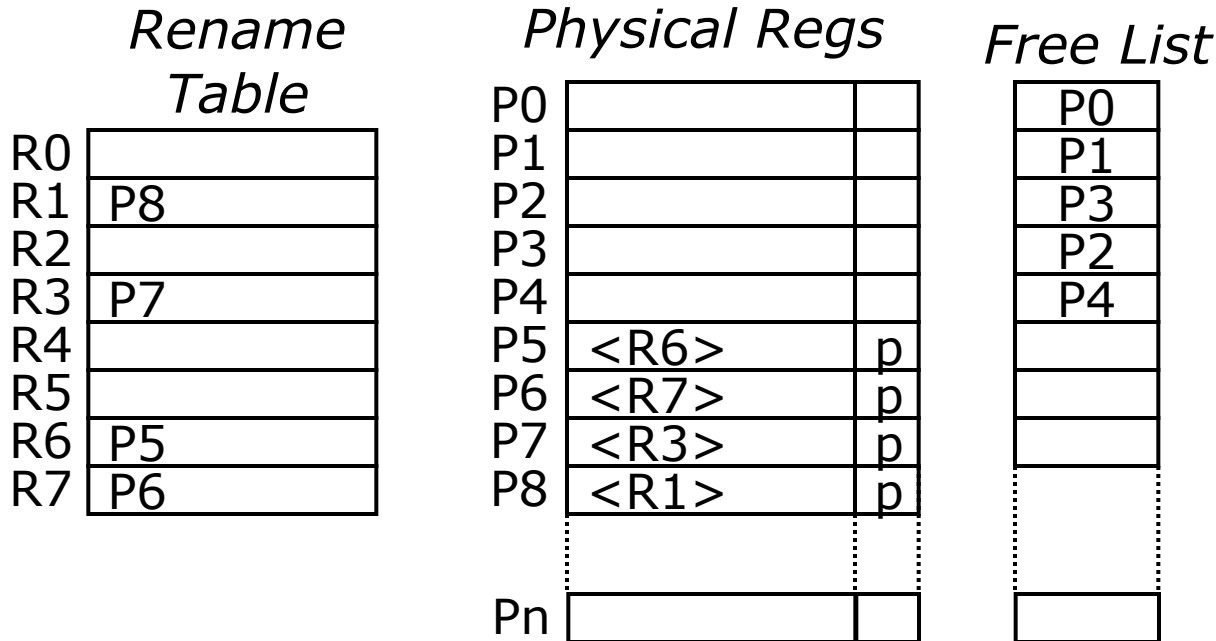 Rename
Table
R0
R1 P8
R2
R3 P7
R4
R5
R6 P5
R7 P6
Physical Regs
P0
P1
P2
P3
P4
P5 <R6> p
P6 <R7> p
P7 <R3> p
P8 <R1> p
Pn
Free List
P0
P1
P3
P2
P4